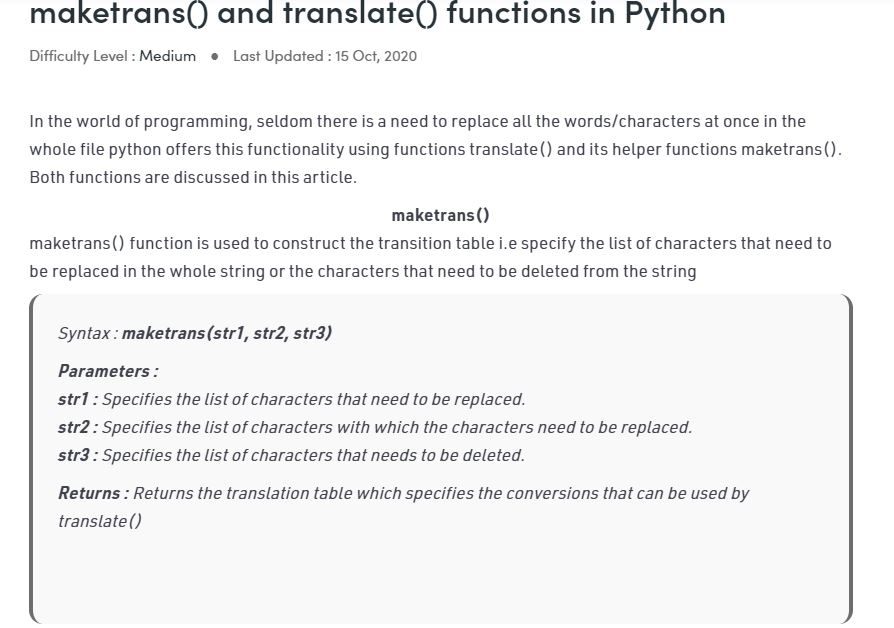 maketrans() and translate() functions in Python
Difficulty Level : Medium ● Last Updated : 15 Oct, 2020
In the world of programming, seldom there is a need to replace all the words/characters at once in the
whole file python offers this functionality using functions translate() and its helper functions maketrans().
Both functions are discussed in this article.
maketrans()
maketrans() function is used to construct the transition table i.e specify the list of characters that need to
be replaced in the whole string or the characters that need to be deleted from the string
Syntax : maketrans(str1, str2, str3)
Parameters :
str1 : Specifies the list of characters that need to be replaced.
str2 : Specifies the list of characters with which the characters need to be replaced.
str3 : Specifies the list of characters that needs to be deleted.
Returns : Returns the translation table which specifies the conversions that can be used by
translate()